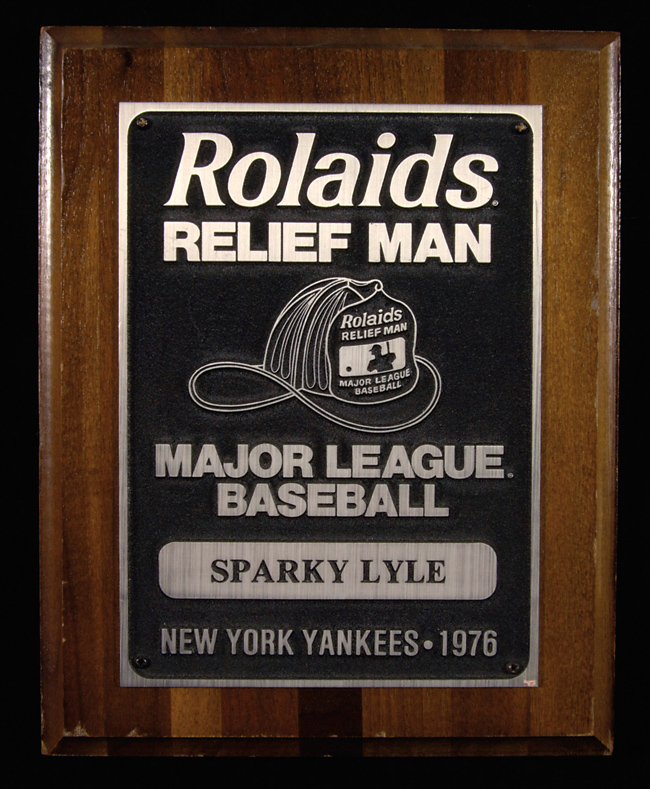 Rolaids®
RELIEF MAN
Rolaids
RELIEF MAN
MAJOR LEAGUE
BASEBALL
MAJOR LEAGUE®
BASEBALL
SPARKY LYLE
NEW YORK YANKEES • 1976